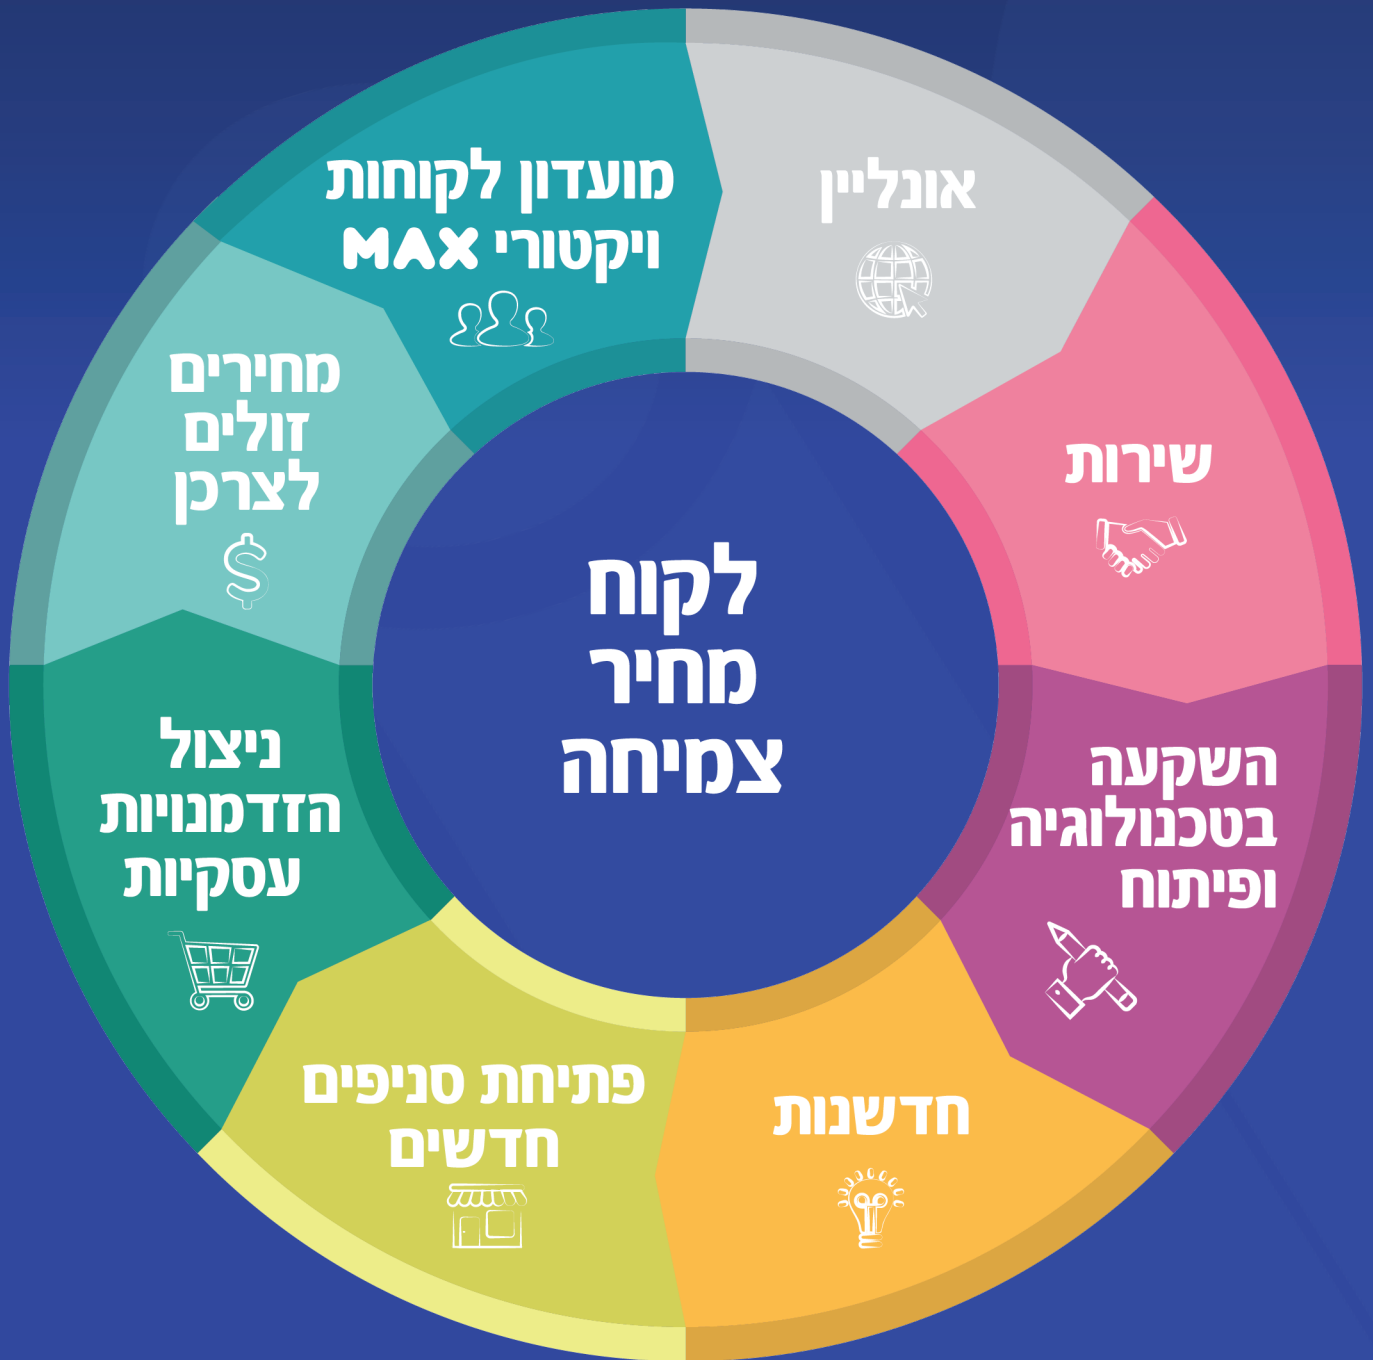 מועדון לקוחות
ויקטורי MAX
אונליין
שירות
השקעה
בטכנולוגיה
ופיתוח
חדשנות
פתיחת סניפים
חדשים
ניצול
הזדמנויות
עסקיות
מחירים
זולים
לצרכן
לקוח
מחיר
צמיחה